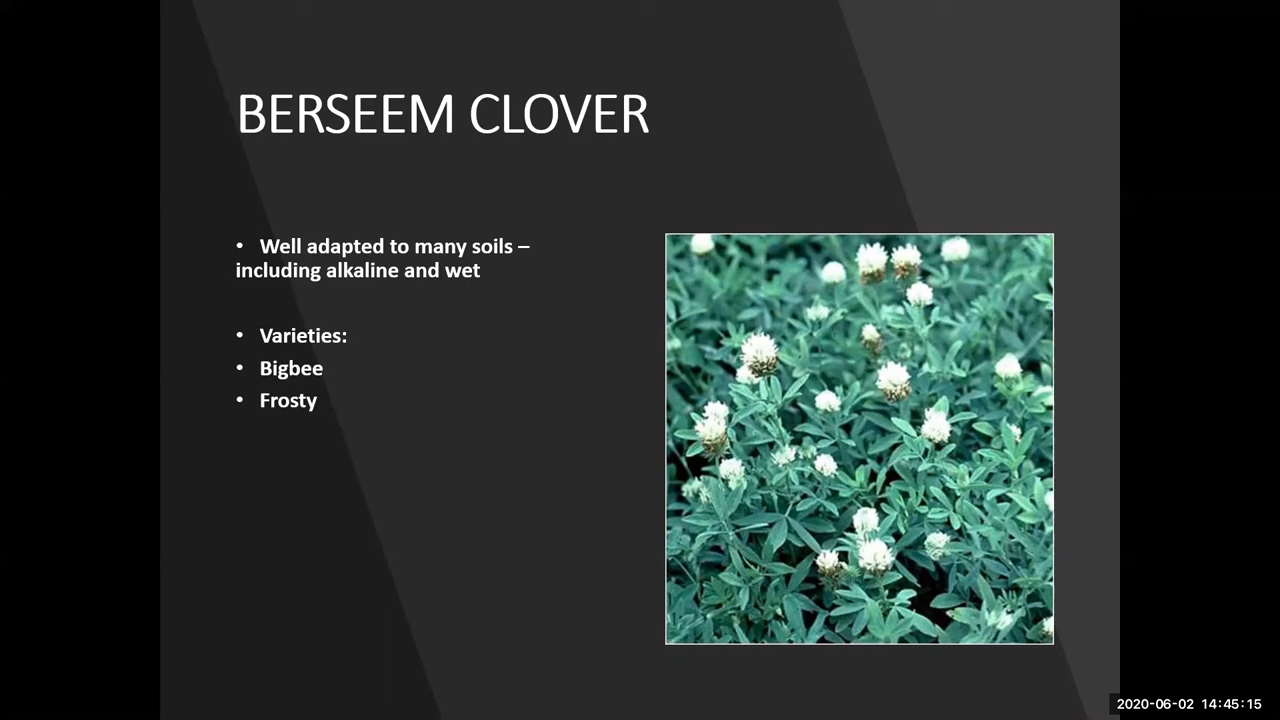 BERSEEM CLOVER
• Well adapted to many soils –
including alkaline and wet
• Varieties:
• Bigbee
• Frosty
2020-06-02 14:45:15